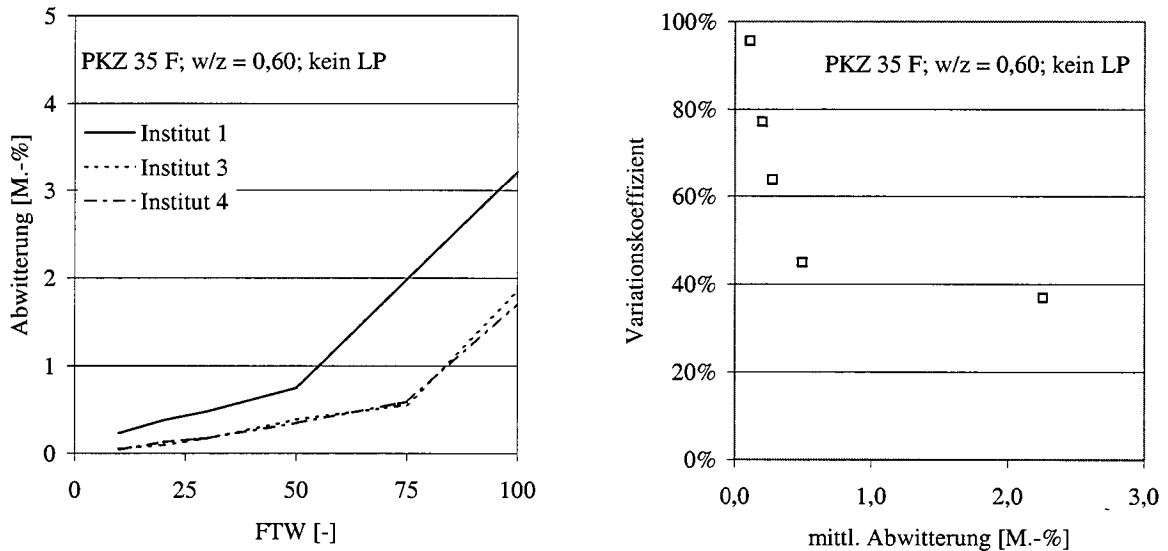 5
4
3
2
1
0
Abwitterung [M.-%]
PKZ 35 F; w/z = 0,60; kein LP
Institut 1
Institut 3
Institut 4
0
25
50
75
100
FTW [-]
100%
80%
60%
40%
20%
0%
Variationskoeffizient
PKZ 35 F; w/z = 0,60; kein LP
0,0
1,0
2,0
3,0
mittl. Abwitterung [M.-%]